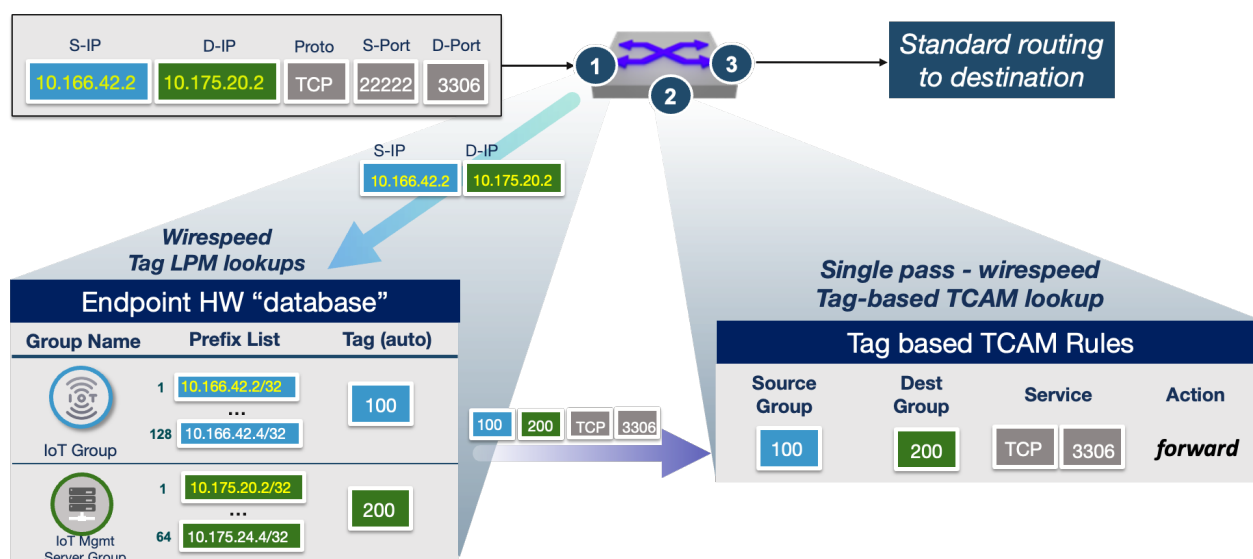 S-IP D-IP Proto S-Port D-Port
10.166.42.2 10.175.20.2 TCP 22222 3306
1 2 3
Standard routing
to destination
S-IP D-IP
10.166.42.2 10.175.20.2
Wirespeed
Tag LPM lookups
Endpoint HW “database”
Group Name Prefix List Tag (auto)
IOT
1 10.166.42.2/32
...
128 10.166.42.4/32
100
IoT Group
1 10.175.20.2/32
...
64 10.175.24.4/32
200
IoT Mgmt
Server Group
100 200 TCP 3306
Single pass - wirespeed
Tag-based TCAM lookup
Tag based TCAM Rules
Source
Group
Dest
Group
Service
Action
100 200 TCP 3306 forward